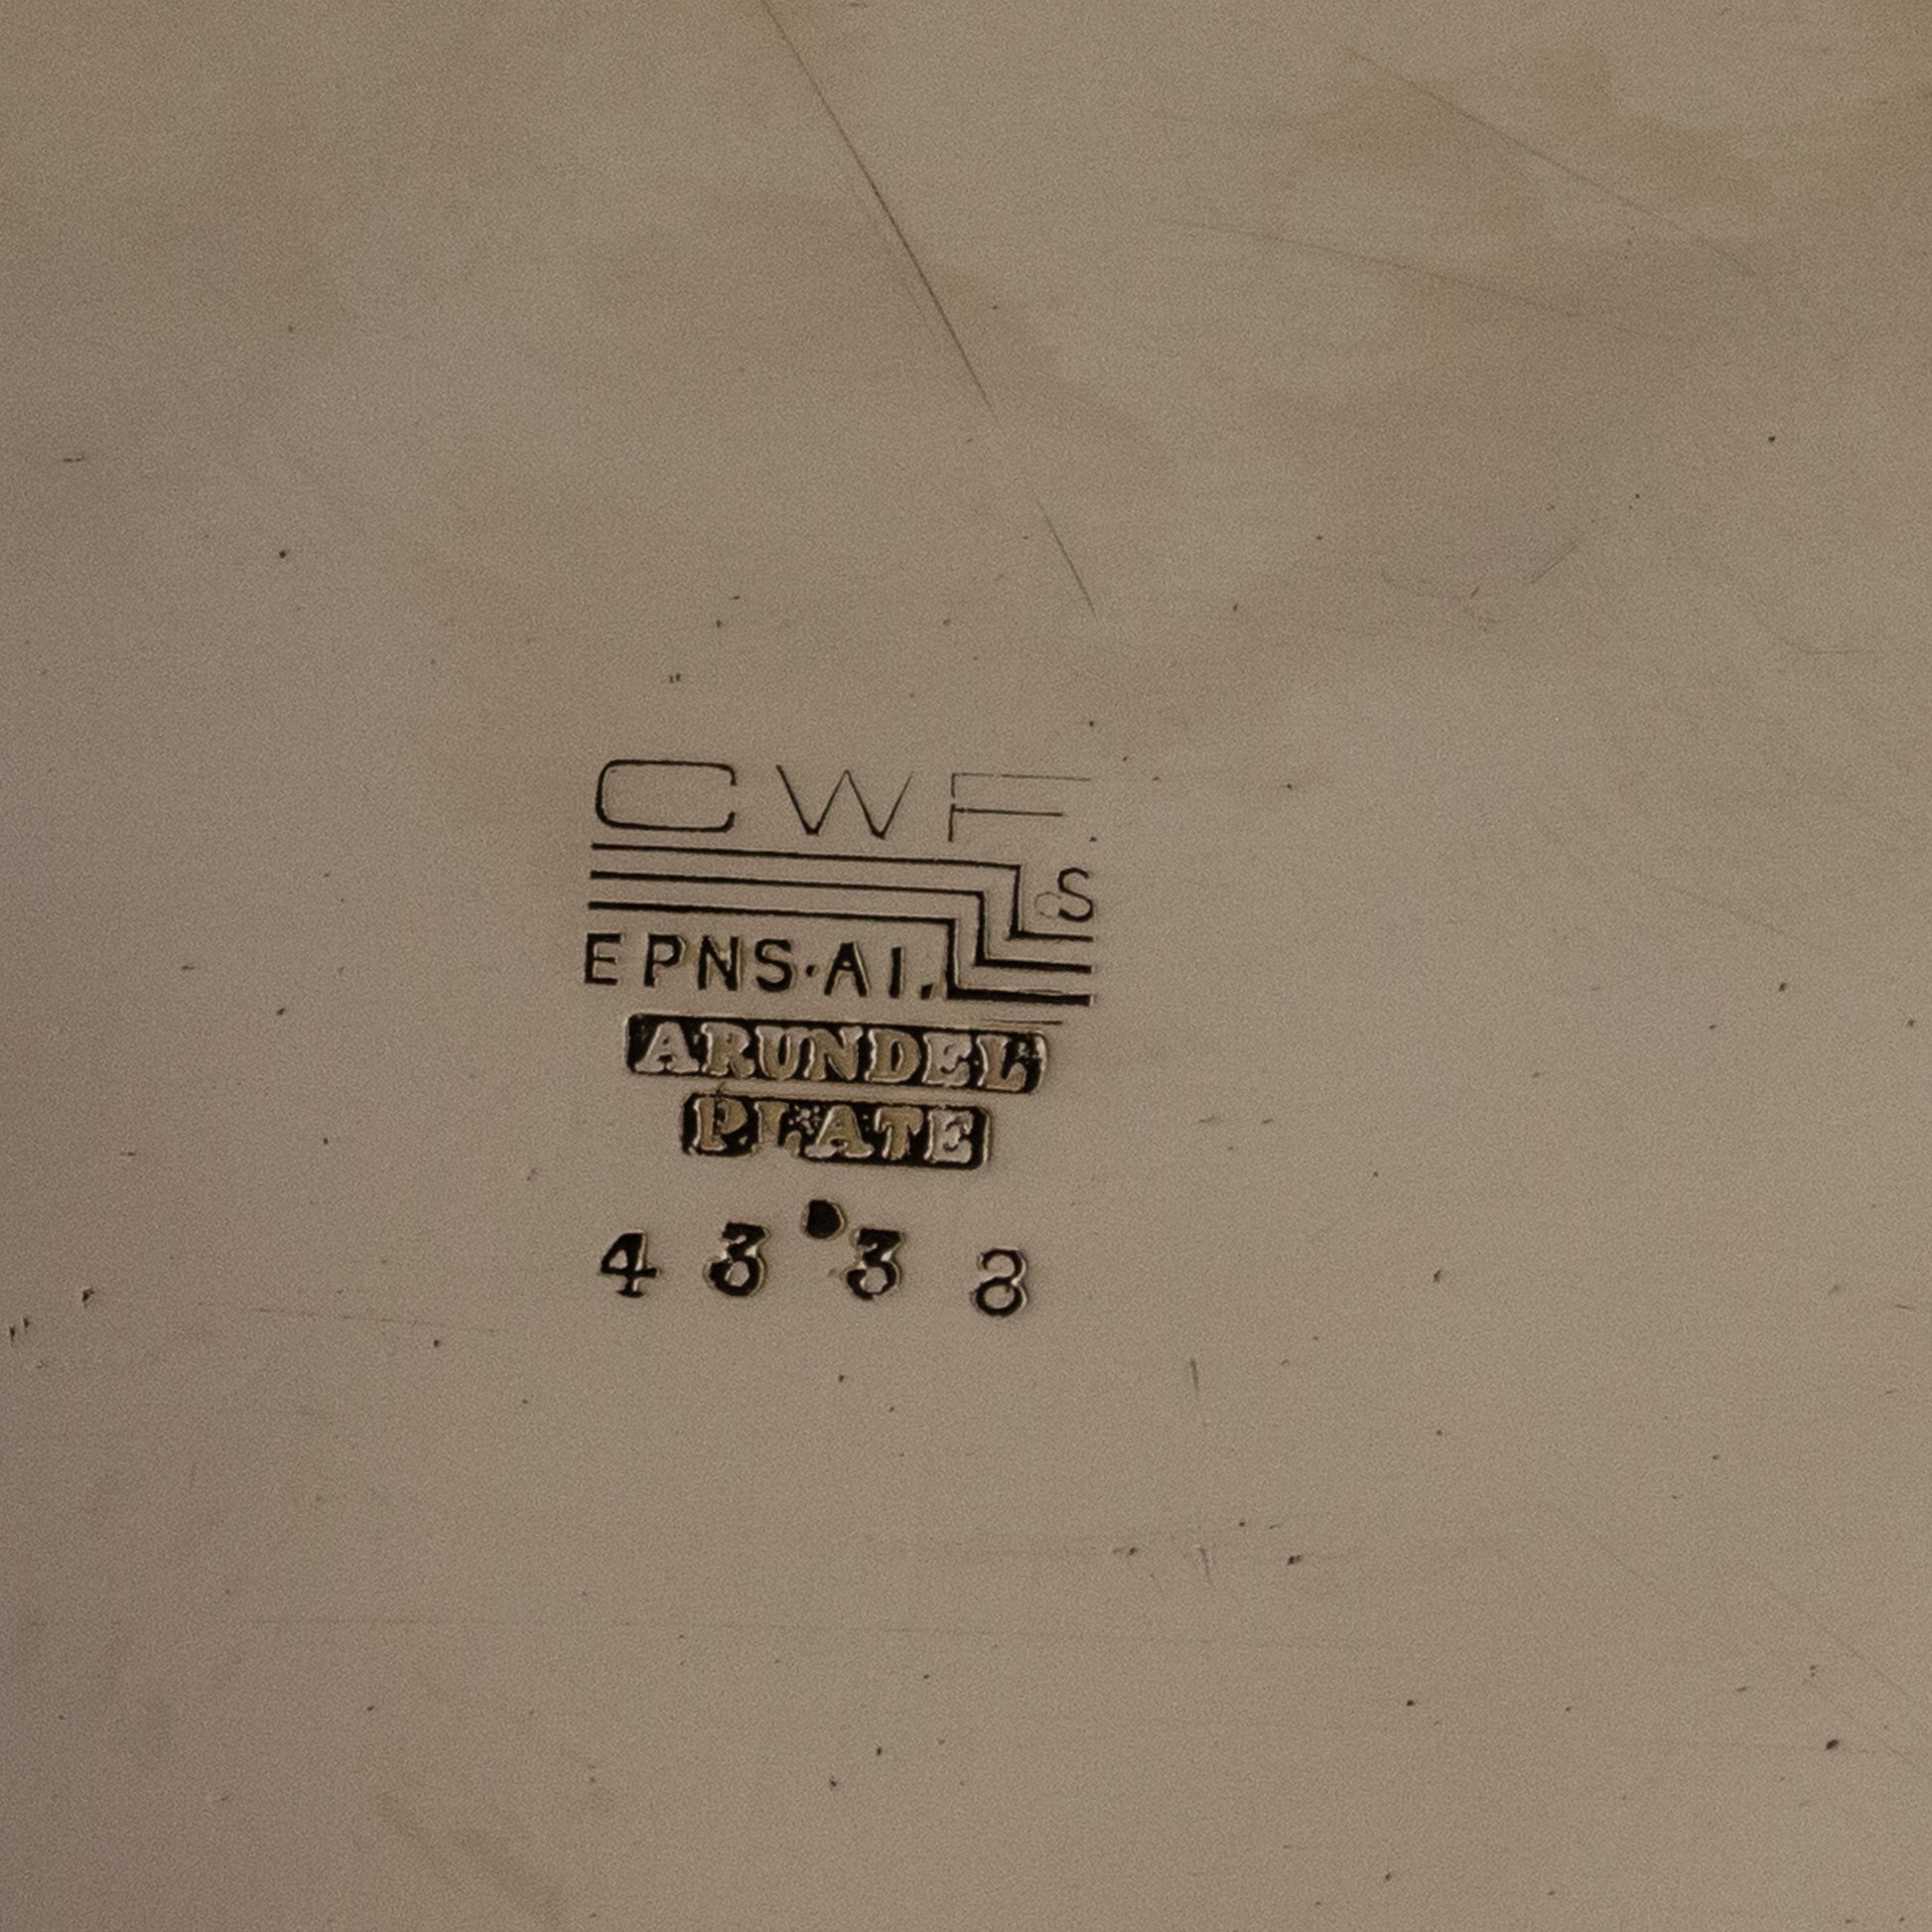 CWF.
S
EPNS·A1.
ARUNDEL
PLATE
4338